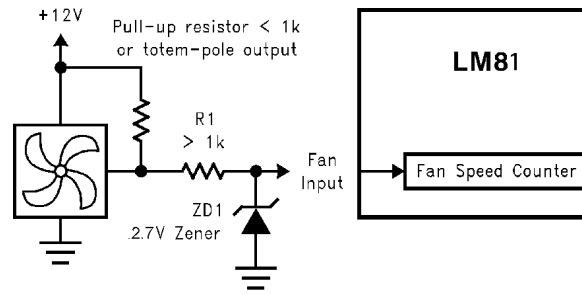 +12V
Pull-up resistor < 1k
or totem-pole output
LM81
R1
> 1k
Fan
Input
Fan Speed Counter
ZD1
2.7V Zener